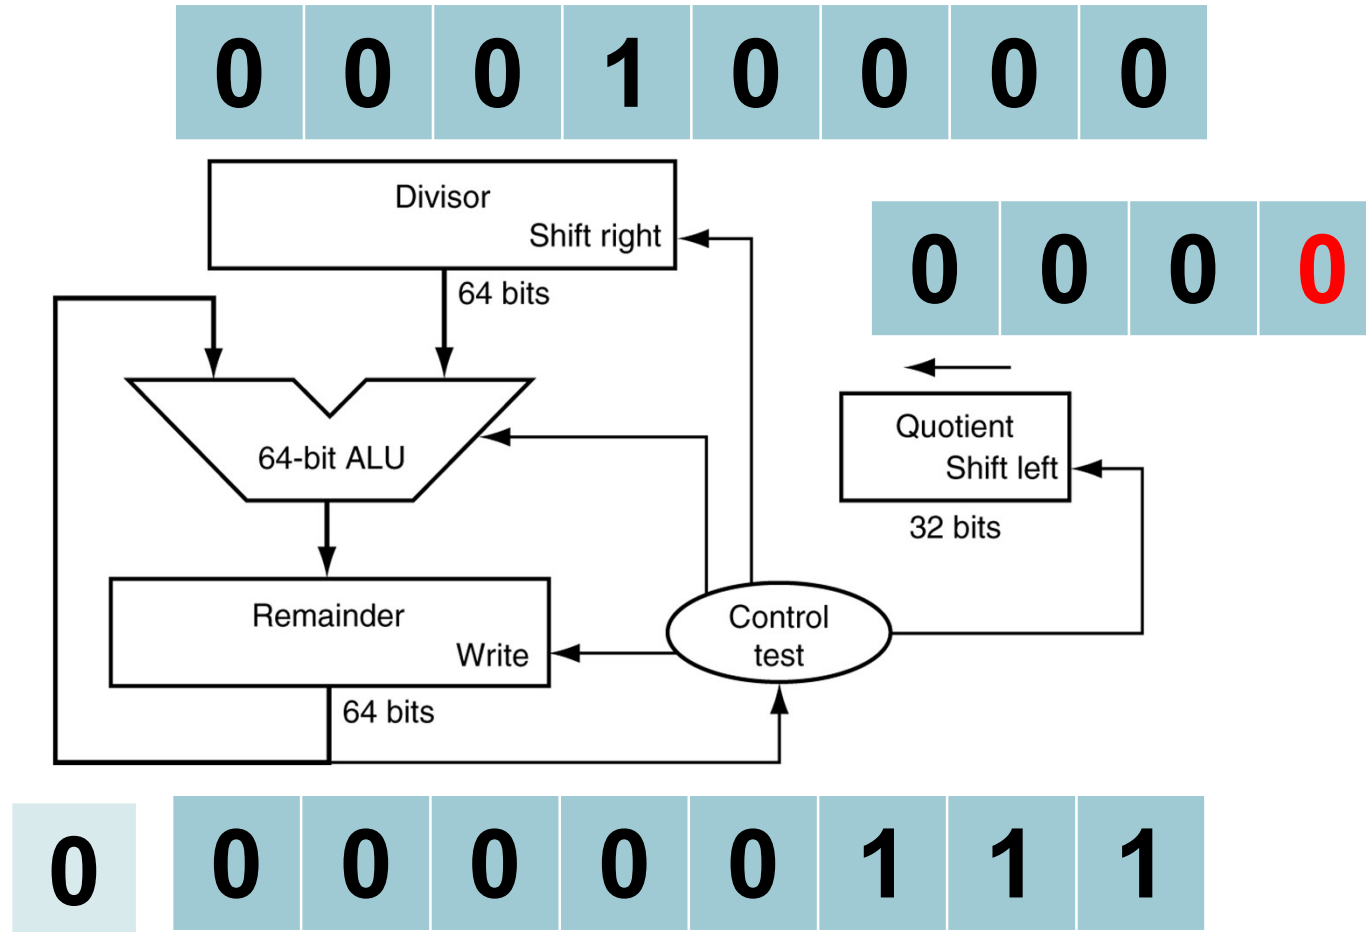 0 0 0 1 0 0 0 0
Divisor
Shift right
64 bits
0 0 0 0
64-bit ALU
Quotient
Shift left
32 bits
Remainder
Write
Control
test
64 bits
0 0 0 0 0 0 1 1 1